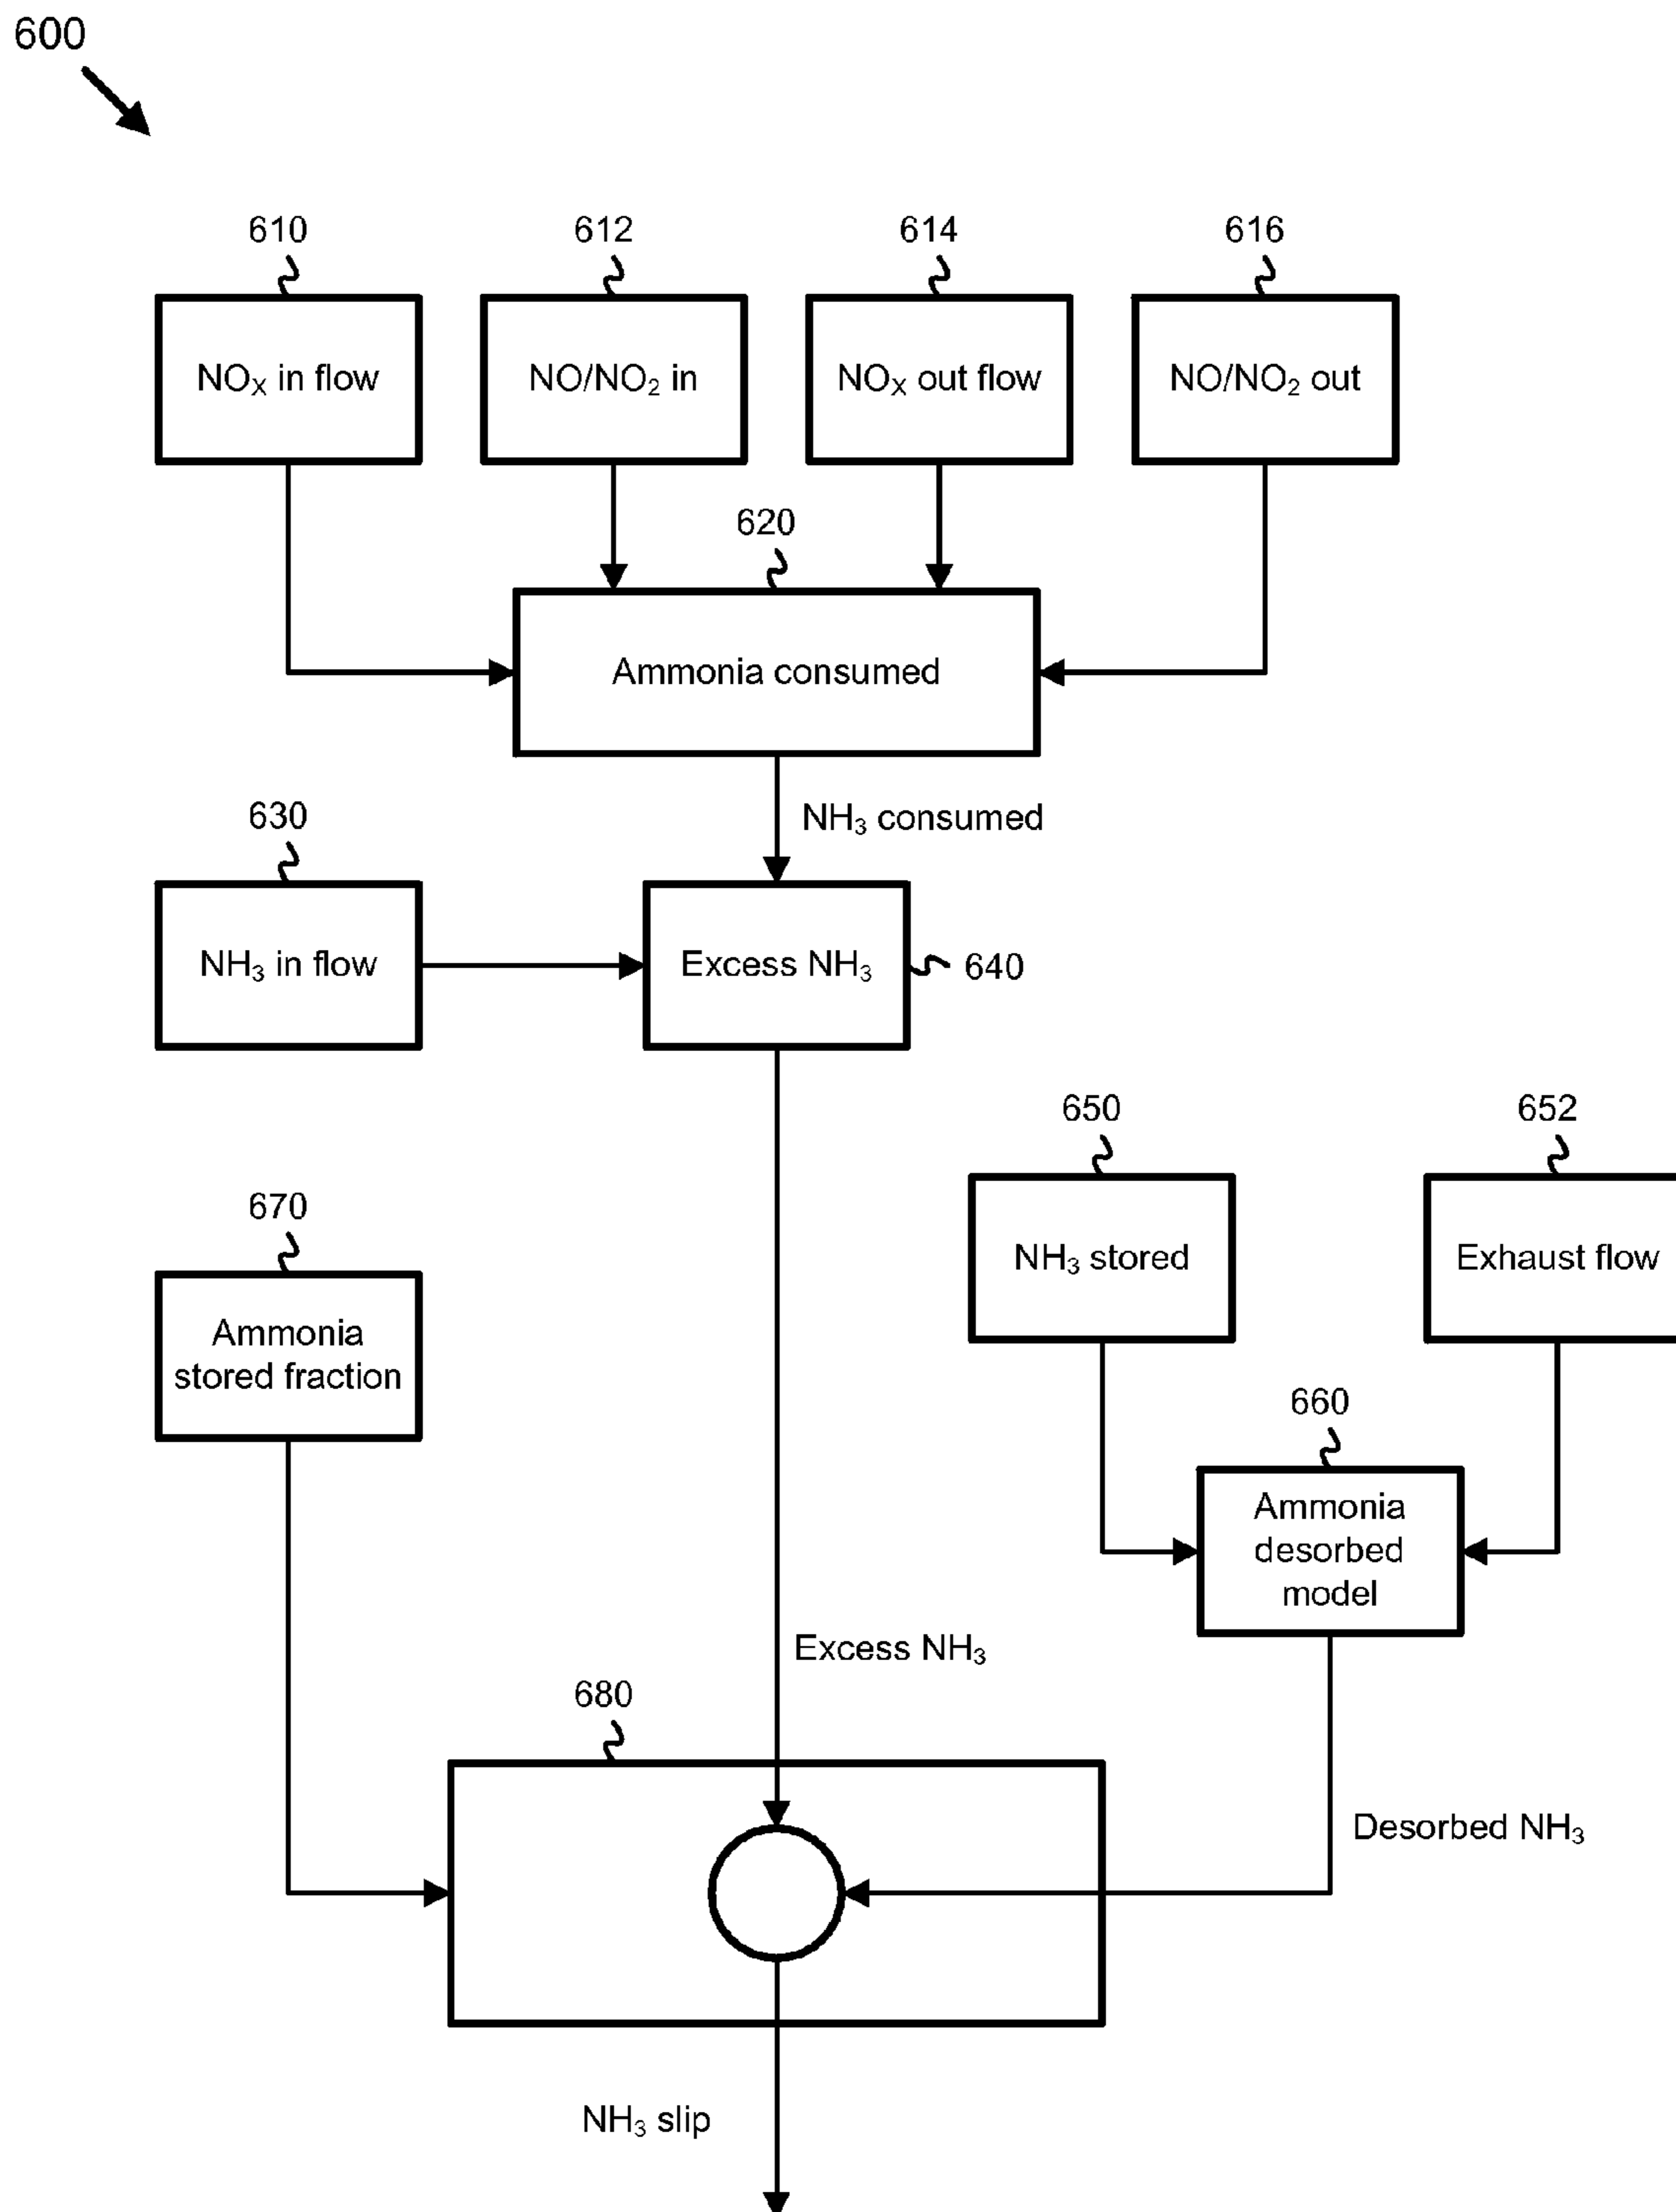 600
610
612
614
616
NOX in flow
NO/NO2 in
NOX out flow
NO/NO2 out
620
Ammonia consumed
NH3 consumed
630
NH3 in flow
Excess NH3
640
650
652
NH3 stored
Exhaust flow
670
Ammonia
stored fraction
660
Ammonia
desorbed
model
Excess NH3
680
Desorbed NH3
NH3 slip